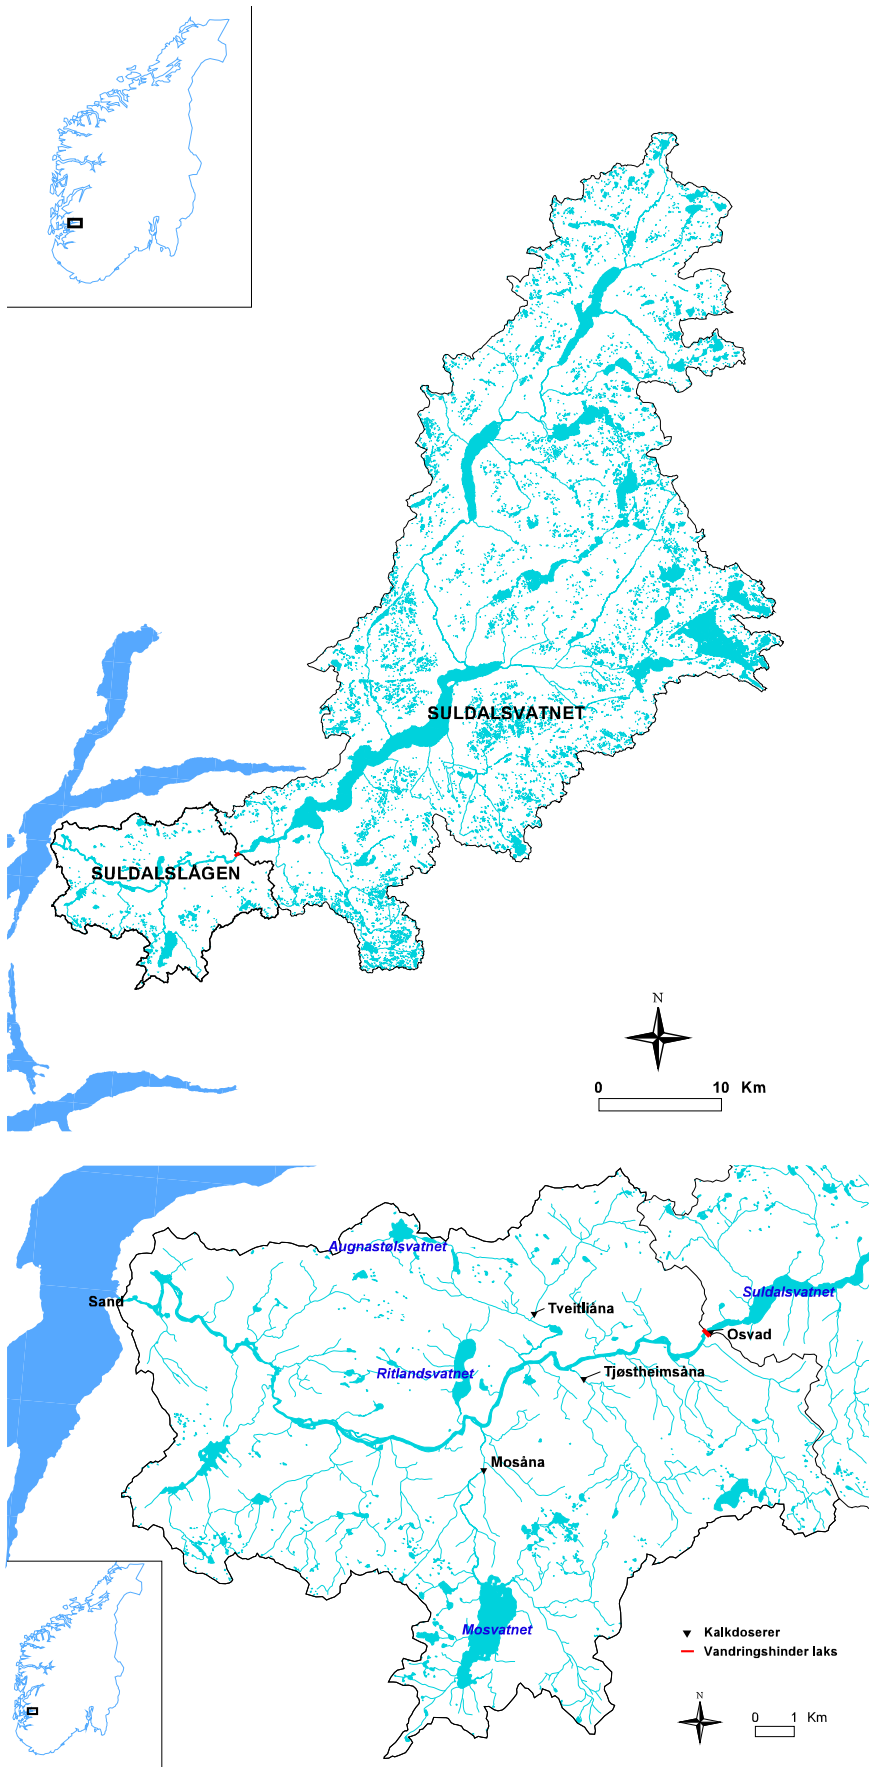 SULDALSVATNET
SULDALSLÅGEN
N
0 10 Km
Augnastølsvatnet
Suldalsvatnet
Sand
Tveitliåna
Osvad
Ritlandsvatnet
Tjøstheimsåna
Mosåna
Mosvatnet
Kalkdoserer
Vandringshinder laks
N
0 1 Km